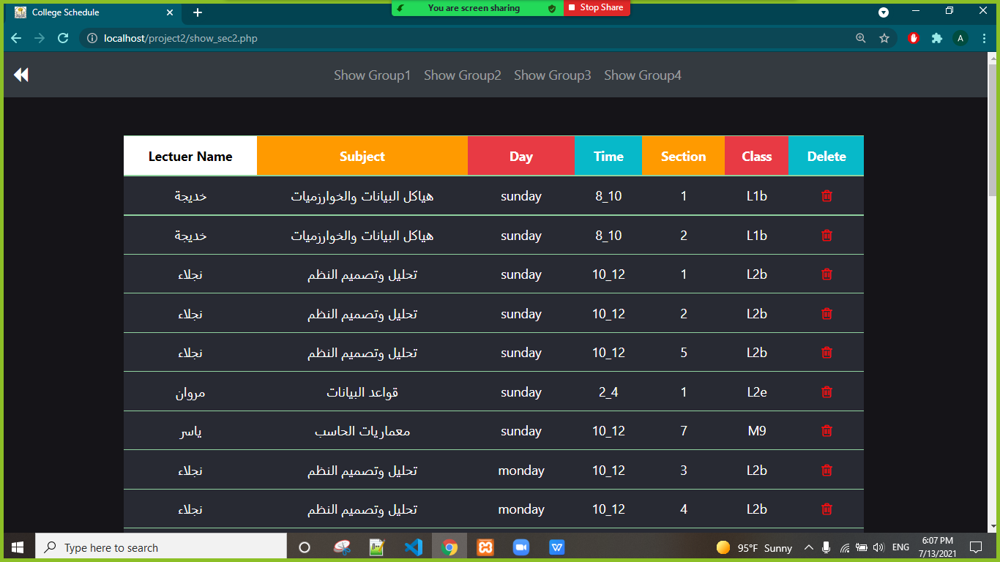 College Schedule
You are screen sharing
Stop Share
localhost/project2/show_sec2.php
A
Show Group1 Show Group2 Show Group3 Show Group4
Lectuer Name Subject Day Time Section Class Delete
خديجة هياكل البيانات والخوارزميات sunday 8_10 1 L1b
خديجة هياكل البيانات والخوارزميات sunday 8_10 2 L1b
نجلاء تحليل وتصميم النظم sunday 10_12 1 L2b
نجلاء تحليل وتصميم النظم sunday 10_12 2 L2b
نجلاء تحليل وتصميم النظم sunday 10_12 5 L2b
مروان قواعد البيانات sunday 2_4 1 L2e
ياسر معماريات الحاسب sunday 10_12 7 M9
نجلاء تحليل وتصميم النظم monday 10_12 3 L2b
نجلاء تحليل وتصميم النظم monday 10_12 4 L2b
Type here to search
95°F Sunny
ENG
6:07 PM
7/13/2021